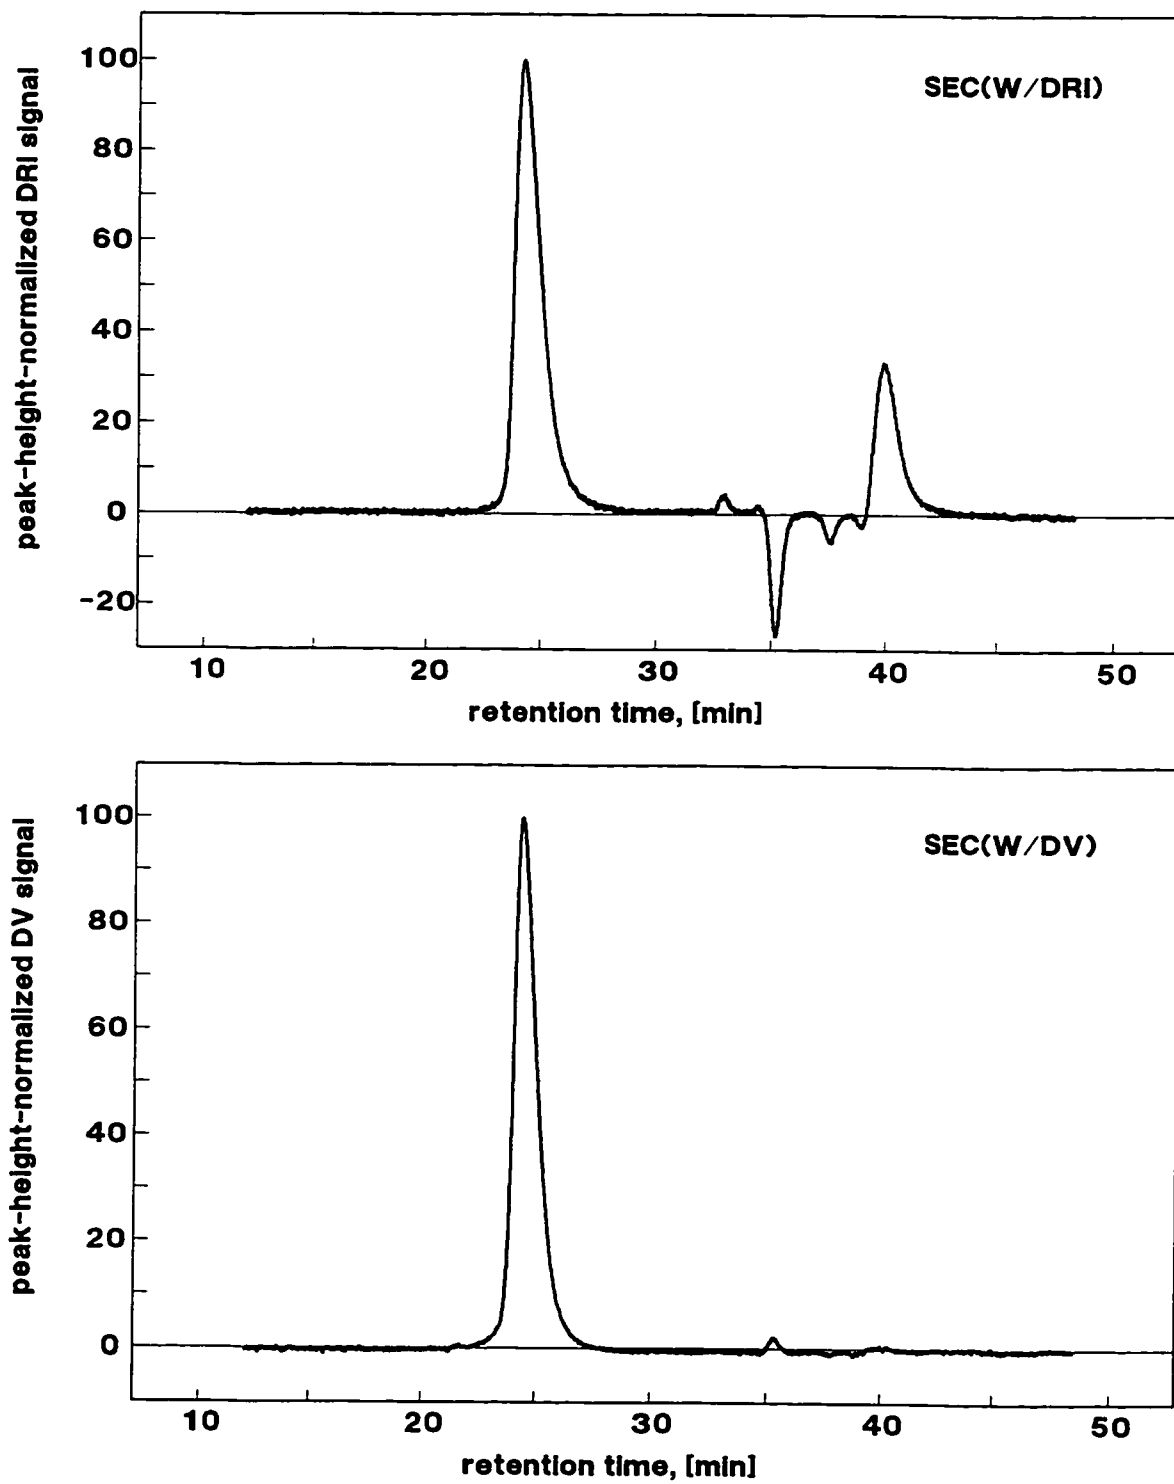 peak-height-normalized DRI signal
100
80
60
40
20
0
-20
SEC(W/DRI)
10 20 30 40 50
retention time, [min]
peak-height-normalized DV signal
100
80
60
40
20
0
SEC(W/DV)
10 20 30 40 50
retention time, [min]